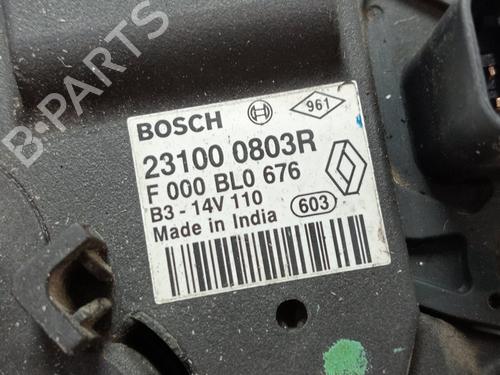 B-PARTS
BOSCH
961
23100 0803R
F 000 BL0 676
B3 - 14V 110
603
Made in India